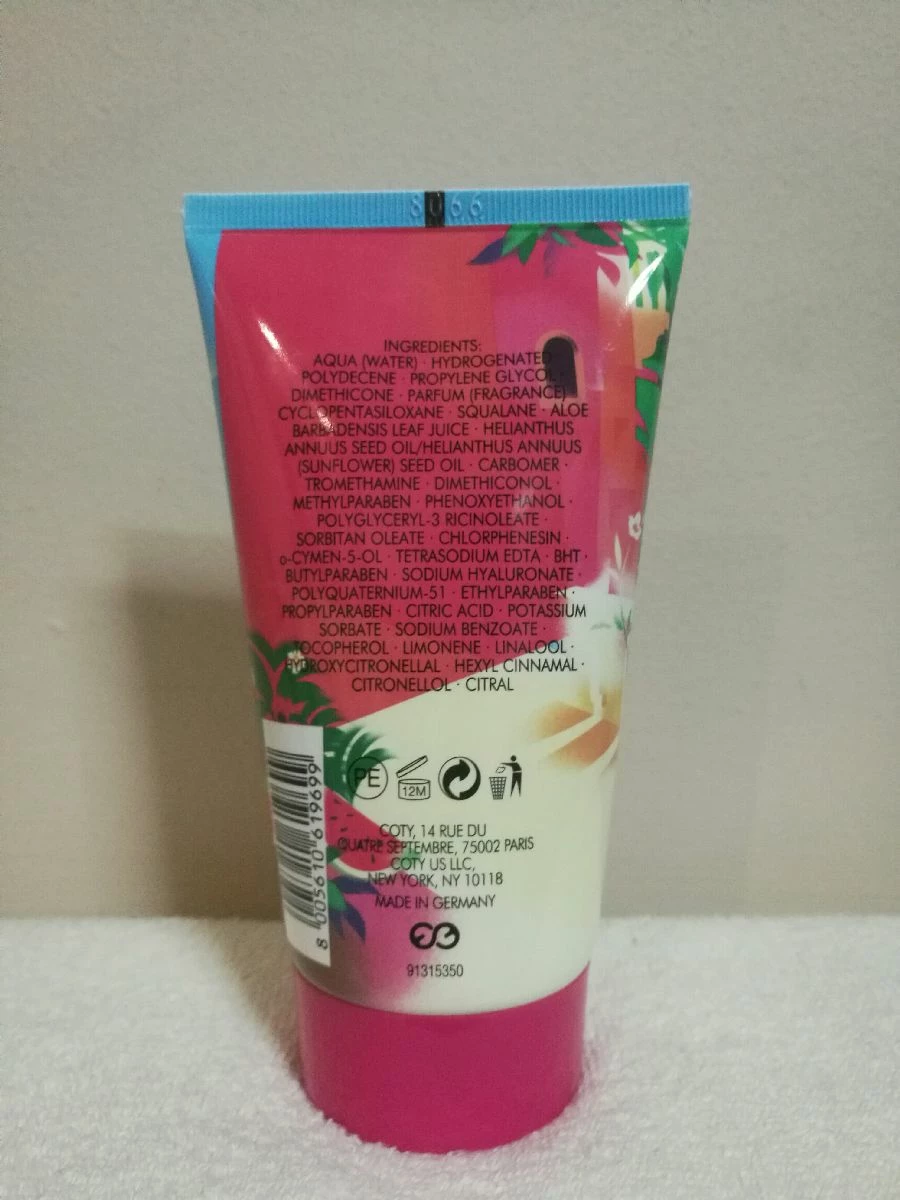 8066
INGREDIENTS:
AQUA (WATER) · HYDROGENATED
POLYDECENE · PROPYLENE GLYCOL
DIMETHICONE · PARFUM (FRAGRANCE)
CYCLOPENTASILOXANE · SQUALANE · ALOE
BARBADENSIS LEAF JUICE · HELIANTHUS
ANNUUS SEED OIL/HELIANTHUS ANNUUS
(SUNFLOWER) SEED OIL · CARBOMER ·
TROMETHAMINE · DIMETHICONOL ·
METHYLPARABEN · PHENOXYETHANOL ·
POLYGLYCERYL-3 RICINOLEATE ·
SORBITAN OLEATE · CHLORPHENESIN ·
o-CYMEN-5-OL · TETRASODIUM EDTA · BHT ·
BUTYLPARABEN · SODIUM HYALURONATE ·
POLYQUATERNIUM-51 · ETHYLPARABEN ·
PROPYLPARABEN · CITRIC ACID · POTASSIUM
SORBATE · SODIUM BENZOATE ·
TOCOPHEROL · LIMONENE · LINALOOL ·
HYDROXYCITRONELLAL · HEXYL CINNAMAL ·
CITRONELLOL · CITRAL
PE
12M
8 005610 619699
COTY, 14 RUE DU
QUATRE SEPTEMBRE, 75002 PARIS
COTY US LLC,
NEW YORK, NY 10118
MADE IN GERMANY
91315350